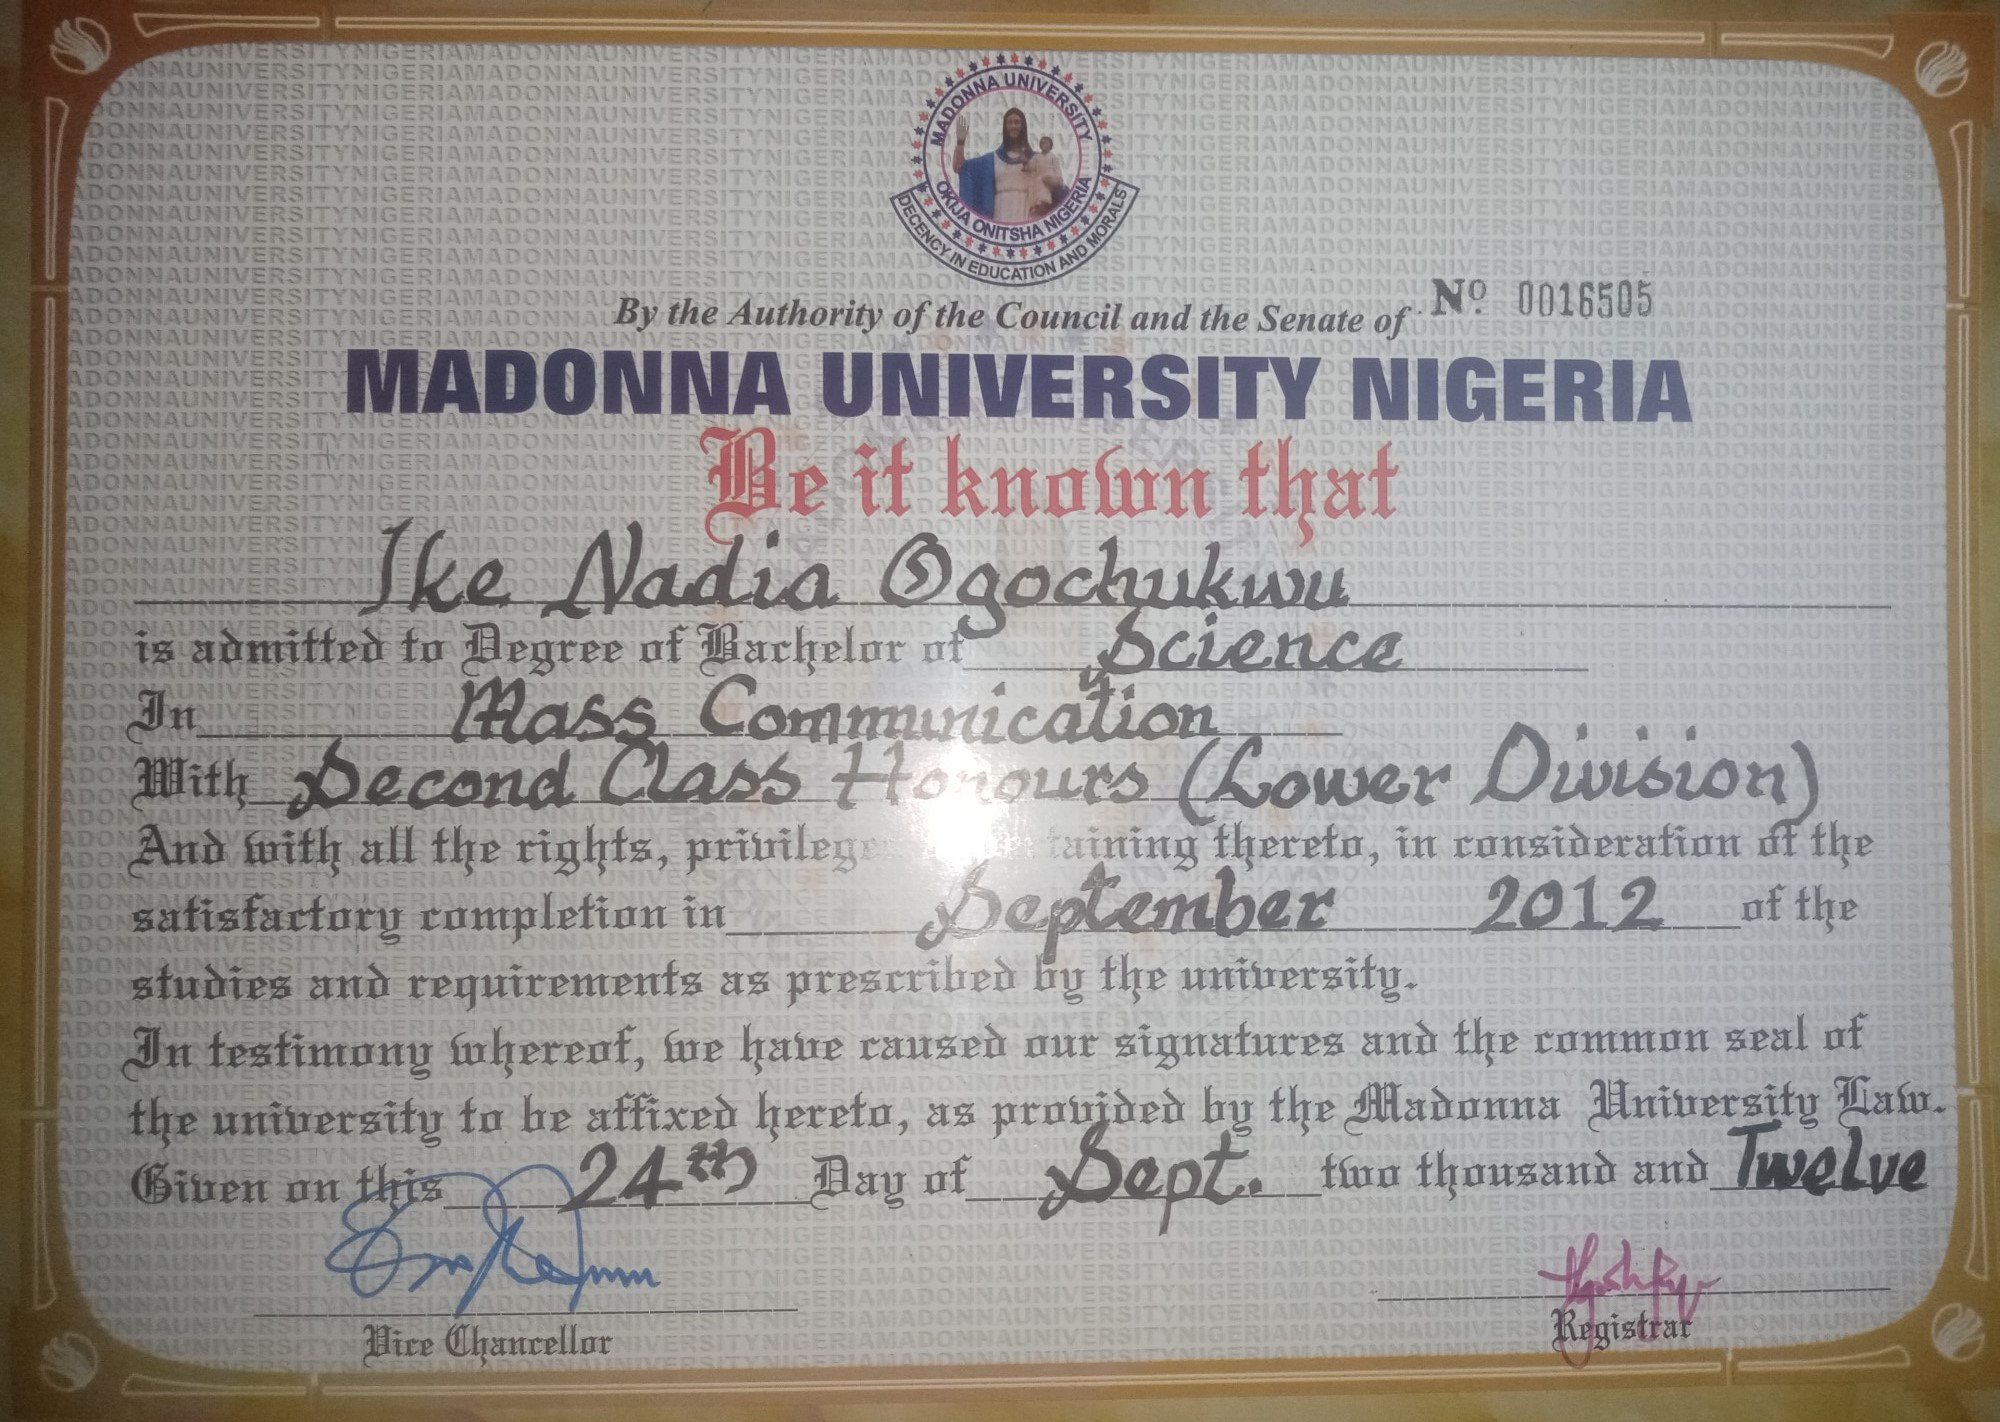 MADONNA UNIVERSITY
OKIJA ONITSHA NIGERIA
DECENCY IN EDUCATION AND MORALS
By the Authority of the Council and the Senate of
Nº 0016505
MADONNA UNIVERSITY NIGERIA
Be it known that
Ike Nadia Ogochukwu
is admitted to Degree of Bachelor of Science
In Mass Communication
With Second Class Honours (Lower Division)
And with all the rights, thereto, in consideration of the
satisfactory completion in September 2012 of the
studies and requirements as prescribed by the university.
In testimony whereof, we have caused our signatures and the common seal of
the university to be affixed hereto, as provided by the Madonna University Law.
Given on this 24th Day of Sept. two thousand and Twelve
Vice Chancellor
Registrar